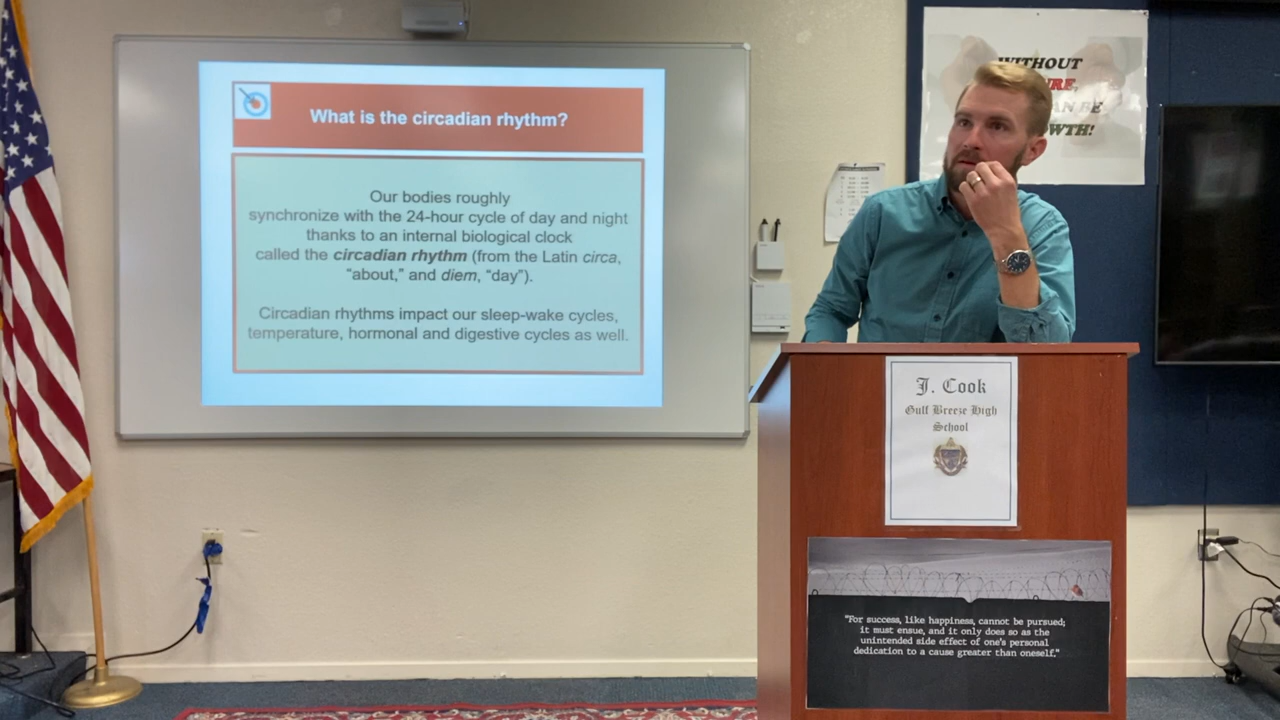 What is the circadian rhythm?
Our bodies roughly
synchronize with the 24-hour cycle of day and night
thanks to an internal biological clock
called the circadian rhythm (from the Latin circa,
“about,” and diem, “day”).
Circadian rhythms impact our sleep-wake cycles,
temperature, hormonal and digestive cycles as well.
WITHOUT
J. Cook
Gulf Breeze High
School
"For success, like happiness, cannot be pursued;
it must ensue, and it only does so as the
unintended side effect of one's personal
dedication to a cause greater than oneself."